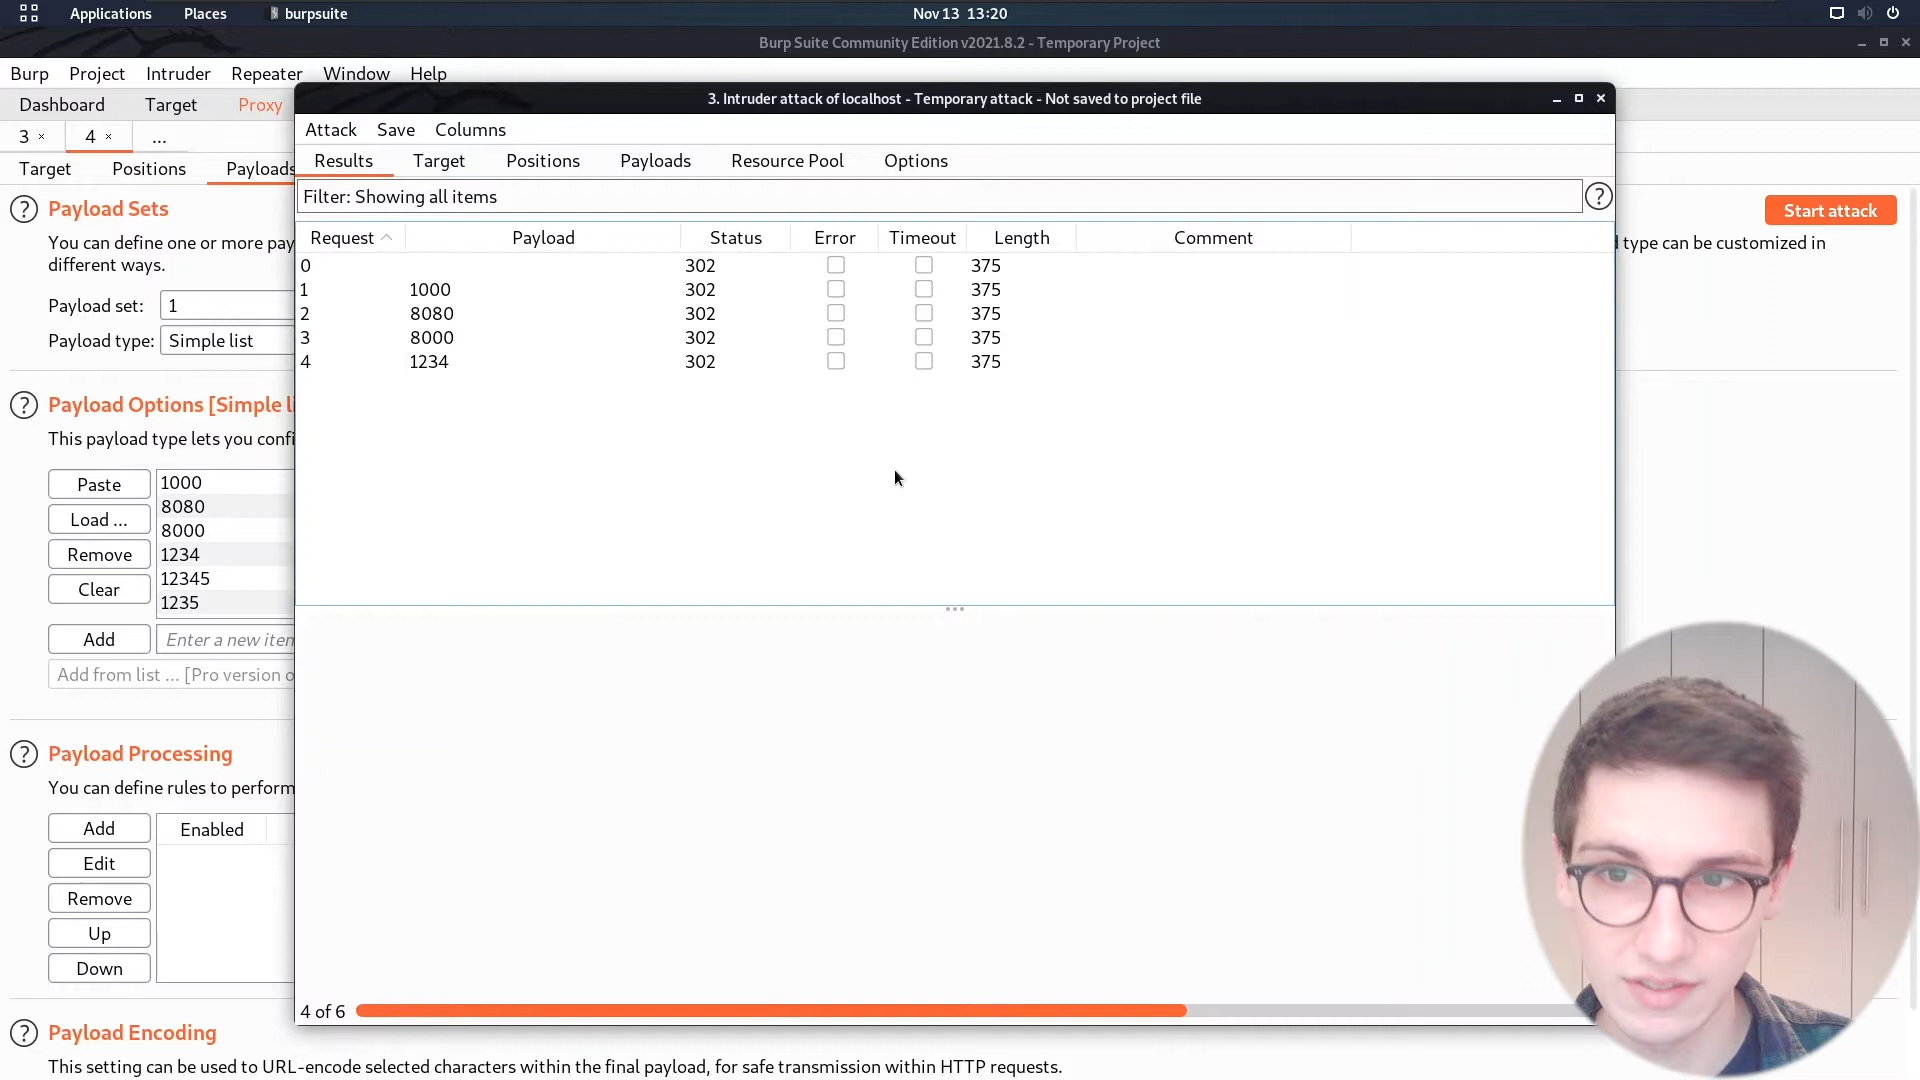 Applications Places burpsuite Nov 13 13:20
Burp Suite Community Edition v2021.8.2 - Temporary Project
Burp Project Intruder Repeater Window Help
Dashboard Target Proxy
3. Intruder attack of localhost - Temporary attack - Not saved to project file
3 × 4 × ...
Attack Save Columns
Target Positions Payloads
Results Target Positions Payloads Resource Pool Options
Filter: Showing all items ?
? Payload Sets
Start attack
You can define one or more pay
type can be customized in
different ways.
Payload set: 1
Payload type: Simple list
Request Payload Status Error Timeout Length Comment
0 302 375
1 1000 302 375
2 8080 302 375
3 8000 302 375
4 1234 302 375
? Payload Options [Simple li
This payload type lets you confi
Paste
Load ...
Remove
Clear
1000
8080
8000
1234
12345
1235
Add Enter a new iten
Add from list ... [Pro version o
? Payload Processing
You can define rules to perform
Add
Edit
Remove
Up
Down
Enabled
4 of 6
? Payload Encoding
This setting can be used to URL-encode selected characters within the final payload, for safe transmission within HTTP requests.